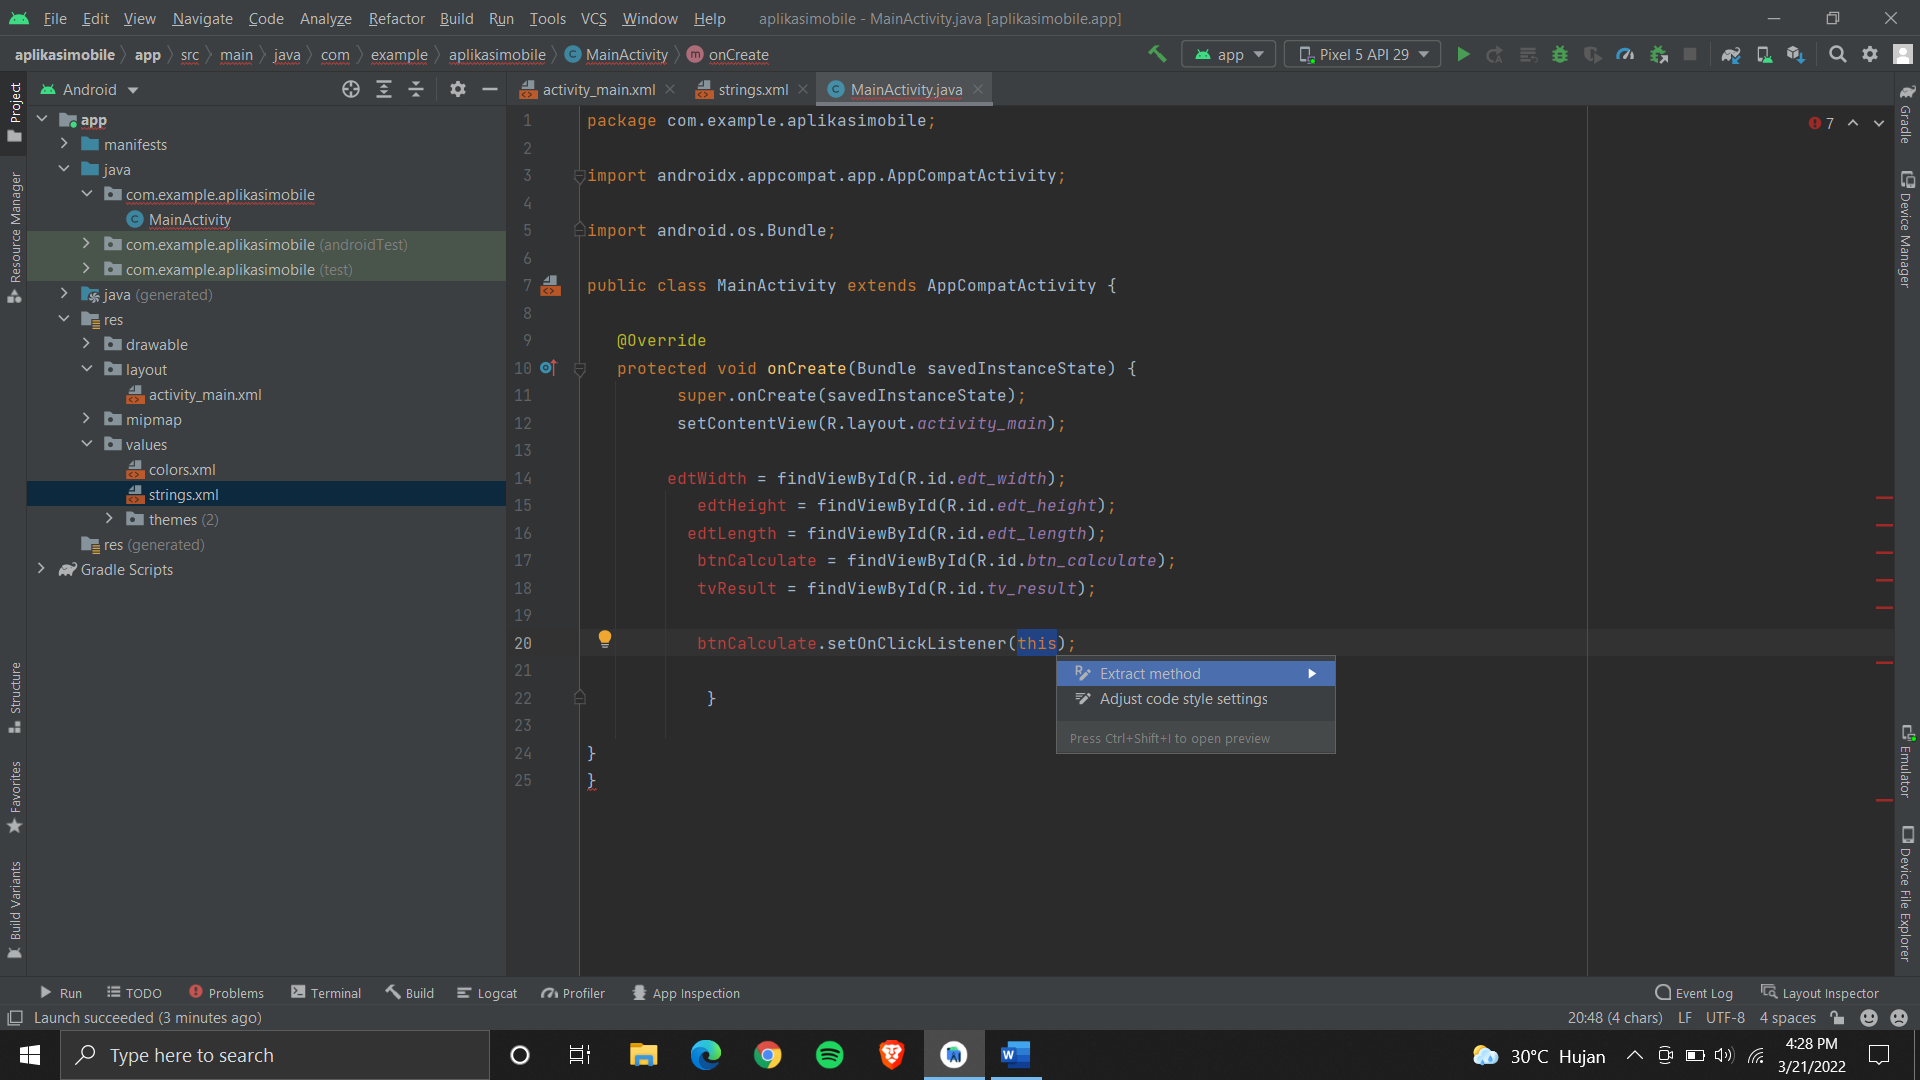 File Edit View Navigate Code Analyze Refactor Build Run Tools VCS Window Help aplikasimobile - MainActivity.java [aplikasimobile.app]
aplikasimobile app src main java com example aplikasimobile MainActivity onCreate app Pixel 5 API 29
Android activity_main.xml strings.xml MainActivity.java
Project
Resource Manager
Structure
Favorites
Build Variants
app
manifests
java
com.example.aplikasimobile
MainActivity
com.example.aplikasimobile (androidTest)
com.example.aplikasimobile (test)
java (generated)
res
drawable
layout
activity_main.xml
mipmap
values
colors.xml
strings.xml
themes (2)
res (generated)
Gradle Scripts
1 package com.example.aplikasimobile;
2
3 import androidx.appcompat.app.AppCompatActivity;
4
5 import android.os.Bundle;
6
7 public class MainActivity extends AppCompatActivity {
8
9 @Override
10 protected void onCreate(Bundle savedInstanceState) {
11 super.onCreate(savedInstanceState);
12 setContentView(R.layout.activity_main);
13
14 edtWidth = findViewById(R.id.edt_width);
15 edtHeight = findViewById(R.id.edt_height);
16 edtLength = findViewById(R.id.edt_length);
17 btnCalculate = findViewById(R.id.btn_calculate);
18 tvResult = findViewById(R.id.tv_result);
19
20 btnCalculate.setOnClickListener(this);
21
22 }
23
24 }
25 }
Extract method
Adjust code style settings
Press Ctrl+Shift+I to open preview
7
Gradle
Device Manager
Emulator
Device File Explorer
Run TODO Problems Terminal Build Logcat Profiler App Inspection Event Log Layout Inspector
Launch succeeded (3 minutes ago) 20:48 (4 chars) LF UTF-8 4 spaces
Type here to search 30°C Hujan 4:28 PM
3/21/2022